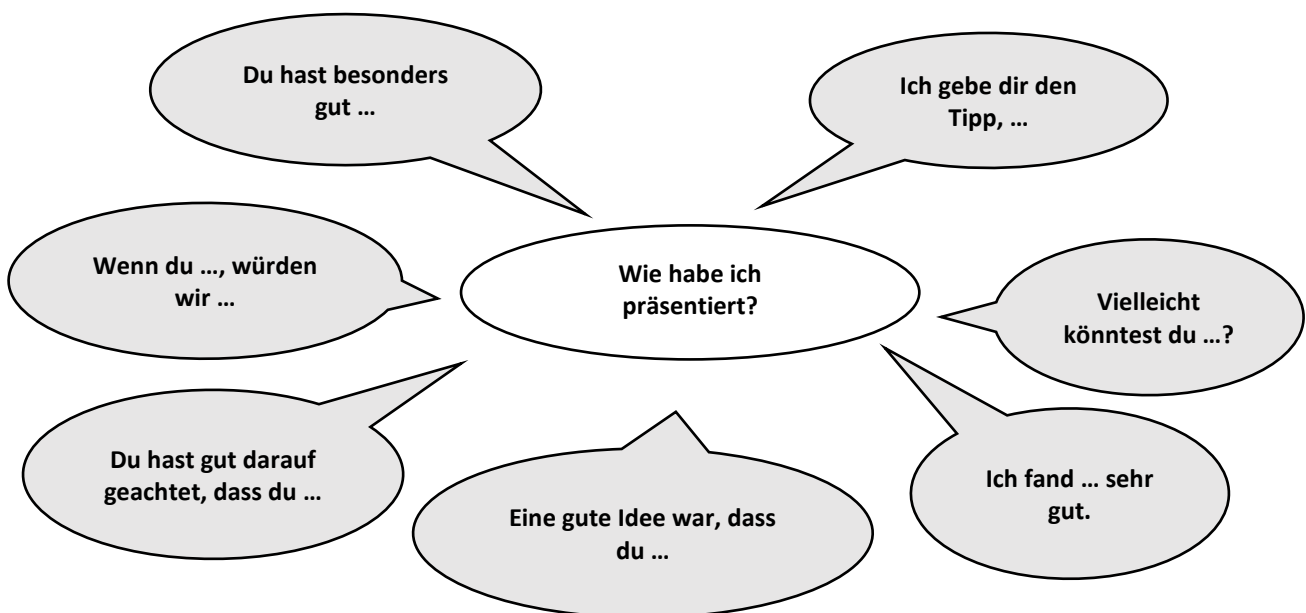 Du hast besonders
gut …
Ich gebe dir den
Tipp, …
Wenn du …, würden
wir …
Wie habe ich
präsentiert?
Vielleicht
könntest du …?
Du hast gut darauf
geachtet, dass du …
Eine gute Idee war, dass
du …
Ich fand … sehr
gut.